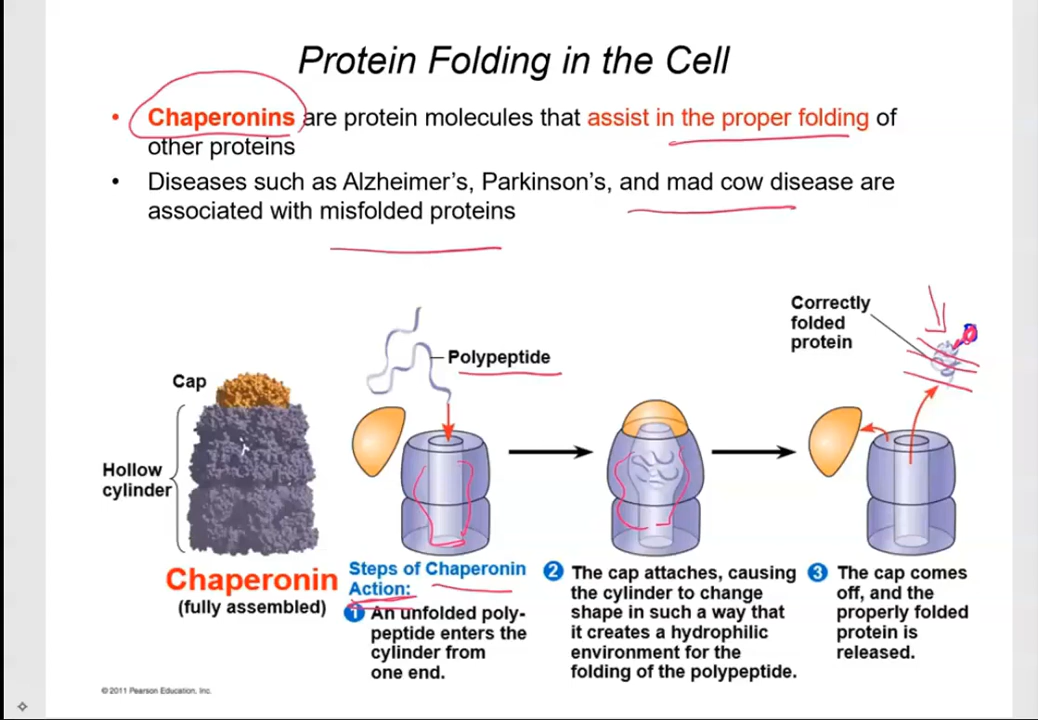 Protein Folding in the Cell
• Chaperonins are protein molecules that assist in the proper folding of
other proteins
• Diseases such as Alzheimer's, Parkinson's, and mad cow disease are
associated with misfolded proteins
Cap
Hollow
cylinder
Chaperonin
(fully assembled)
Polypeptide
Correctly
folded
protein
Steps of Chaperonin
Action:
1 An unfolded poly-
peptide enters the
cylinder from
one end.
2 The cap attaches, causing
the cylinder to change
shape in such a way that
it creates a hydrophilic
environment for the
folding of the polypeptide.
3 The cap comes
off, and the
properly folded
protein is
released.
© 2011 Pearson Education, Inc.